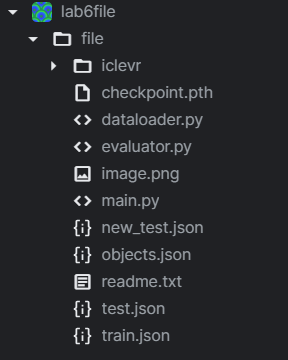 lab6file
file
iclevr
checkpoint.pth
dataloader.py
evaluator.py
image.png
main.py
new_test.json
objects.json
readme.txt
test.json
train.json